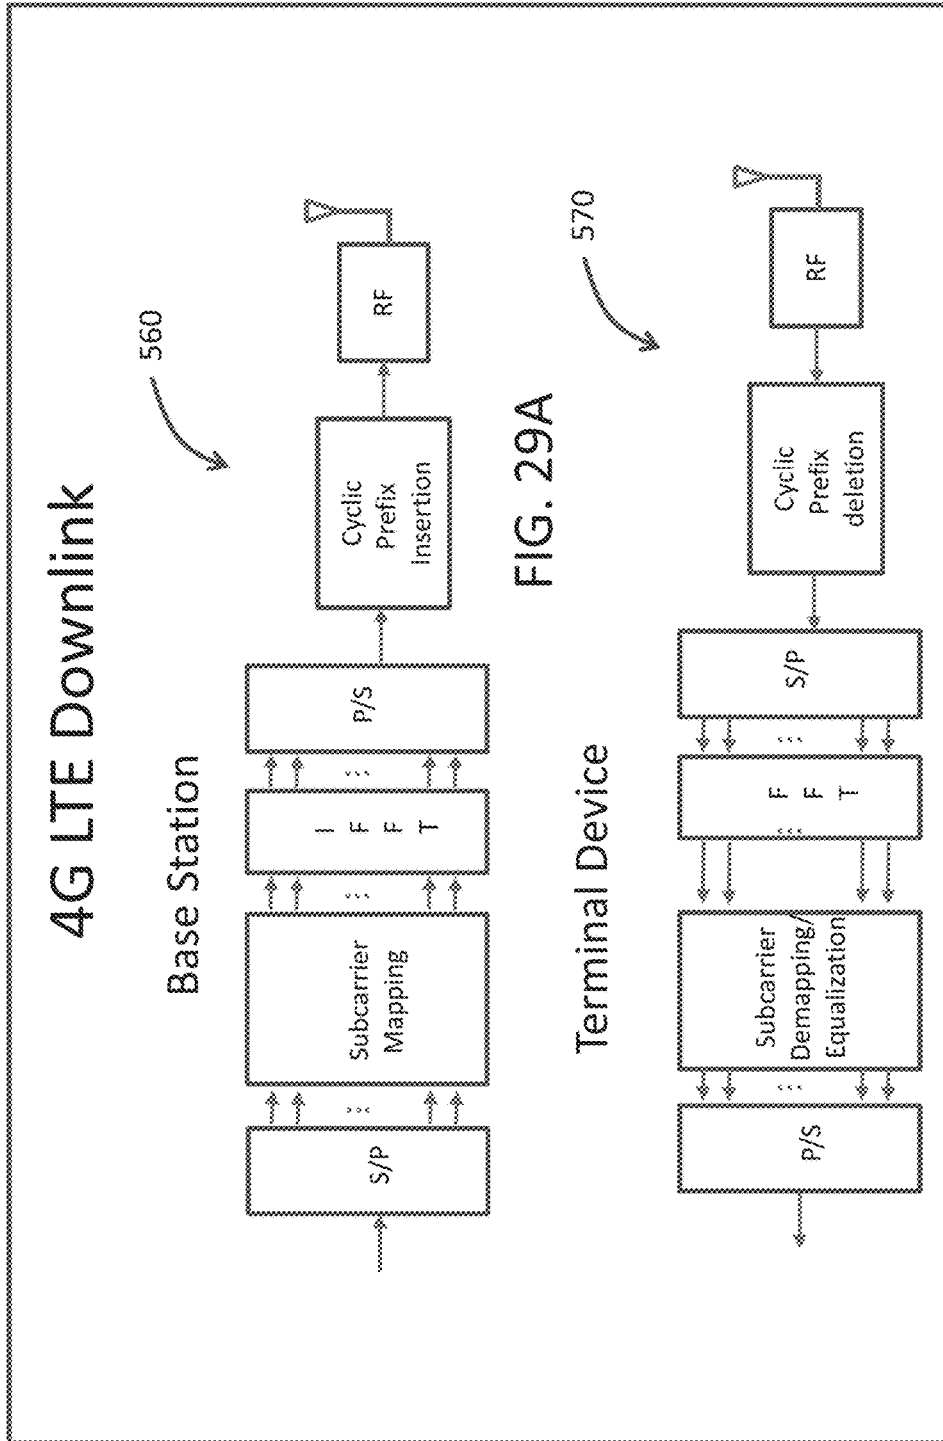 4G LTE Downlink
Base Station
560
S/P
Subcarrier
Mapping
I
F
F
T
P/S
Cyclic
Prefix
Insertion
RF
FIG. 29A
Terminal Device
570
P/S
Subcarrier
Demapping/
Equalization
F
F
T
S/P
Cyclic
Prefix
deletion
RF